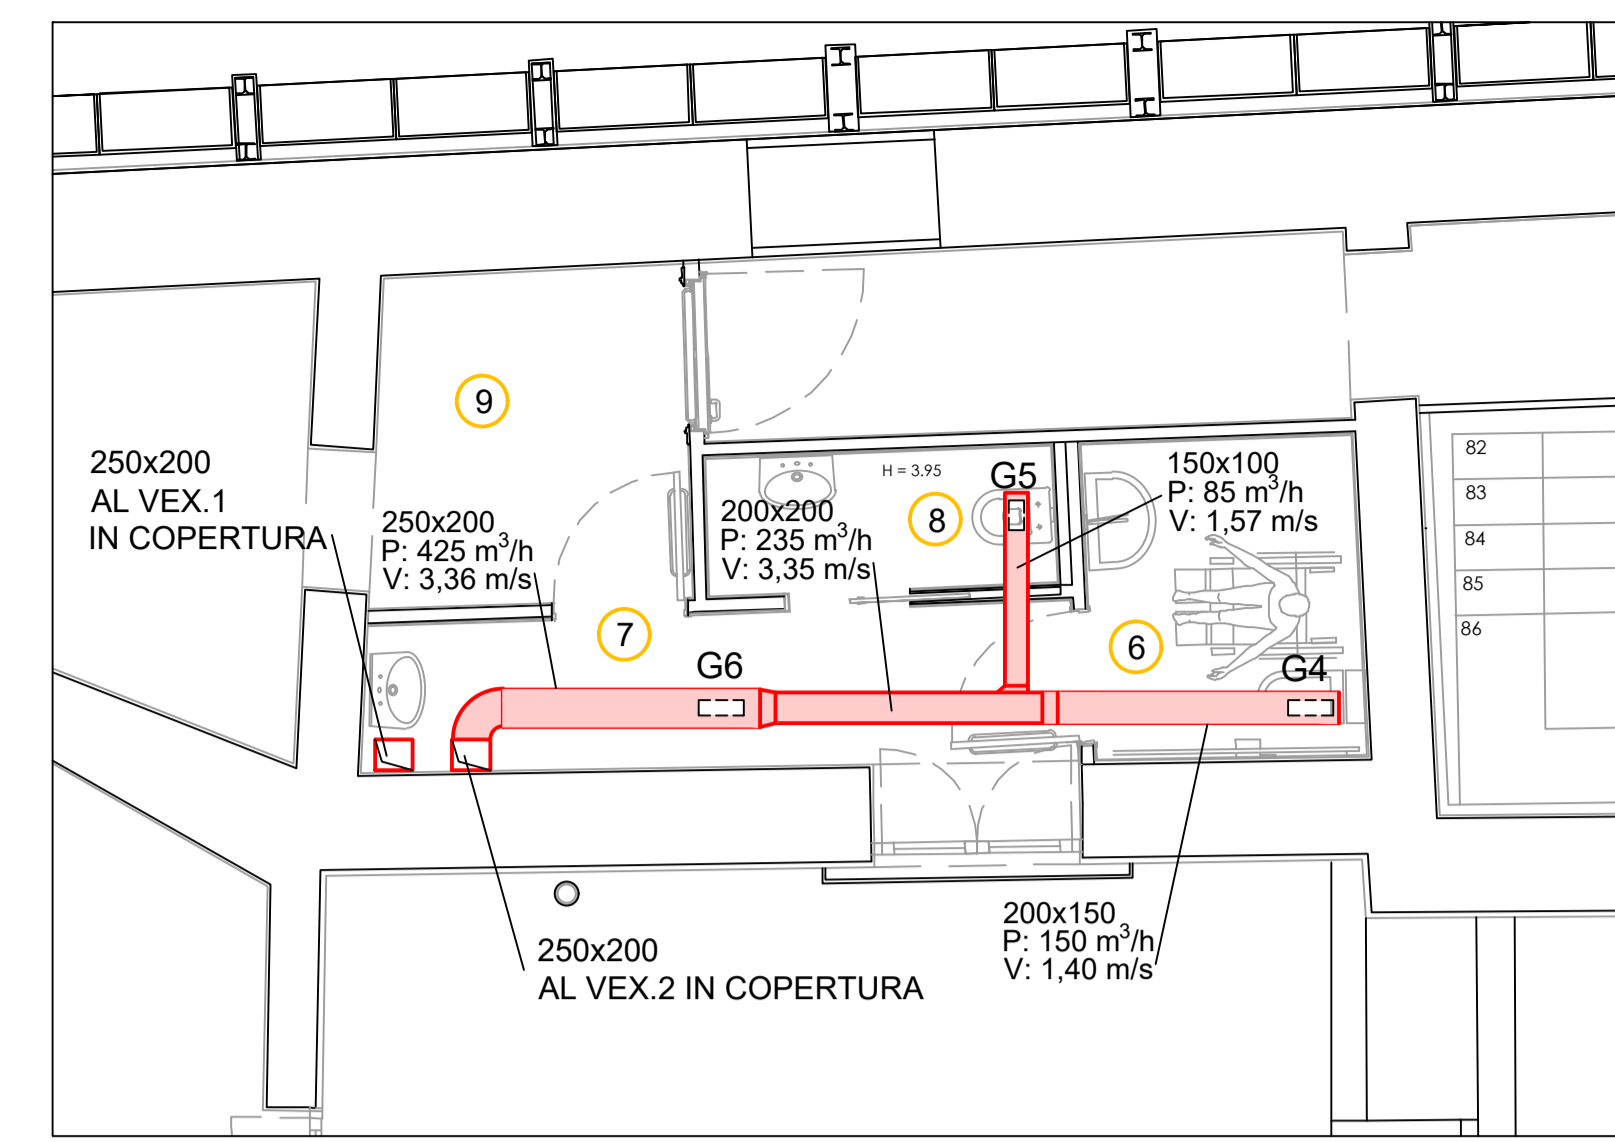 9
250x200
AL VEX.1
IN COPERTURA
250x200
P: 425 m³/h
V: 3,36 m/s
200x200
P: 235 m³/h
V: 3,35 m/s
H = 3.95
8
G5
150x100
P: 85 m³/h
V: 1,57 m/s
82
83
84
85
86
7
G6
6
G4
250x200
AL VEX.2 IN COPERTURA
200x150
P: 150 m³/h
V: 1,40 m/s